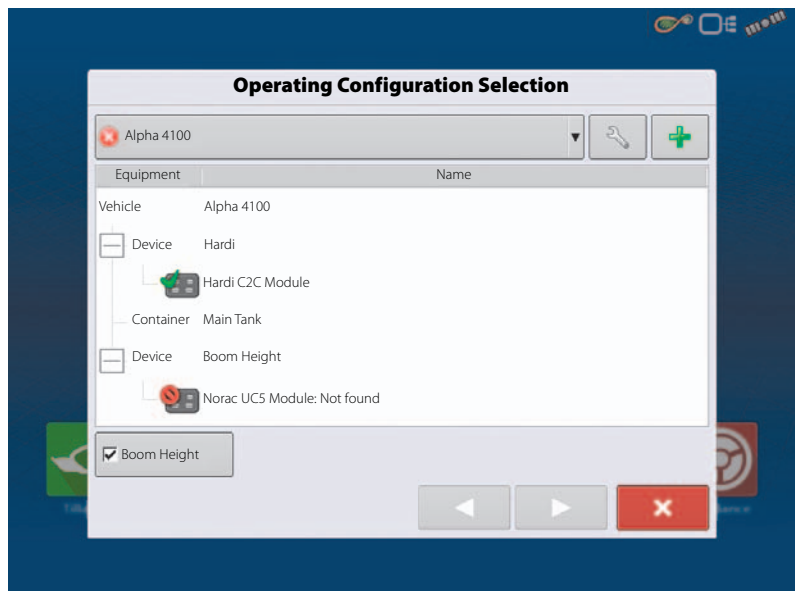 Operating Configuration Selection
Alpha 4100
Equipment Name
Vehicle Alpha 4100
Device Hardi
Hardi C2C Module
Container Main Tank
Device Boom Height
Norac UC5 Module: Not found
Boom Height